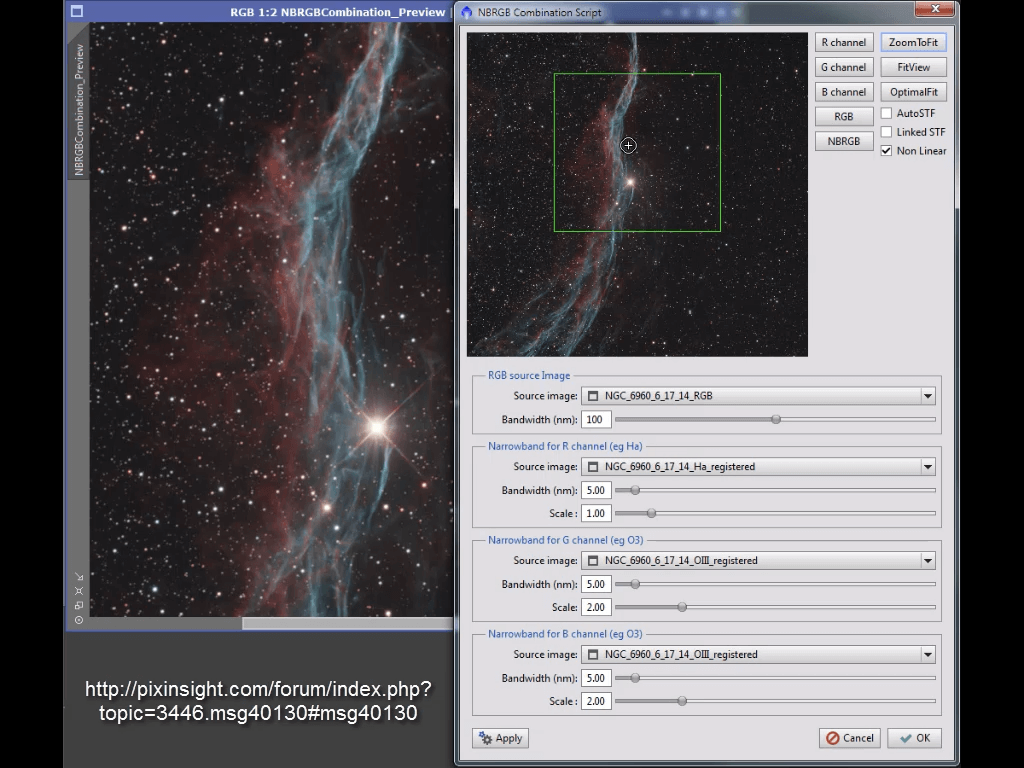 RGB 1:2 NBRGBCombination_Preview
NBRGBCombination_Preview
NBRGB Combination Script
R channel
ZoomToFit
G channel
FitView
B channel
OptimalFit
RGB
AutoSTF
Linked STF
NBRGB
Non Linear
RGB source Image
Source image: NGC_6960_6_17_14_RGB
Bandwidth (nm): 100
Narrowband for R channel (eg Ha)
Source image: NGC_6960_6_17_14_Ha_registered
Bandwidth (nm): 5.00
Scale : 1.00
Narrowband for G channel (eg O3)
Source image: NGC_6960_6_17_14_OIII_registered
Bandwidth (nm): 5.00
Scale: 2.00
Narrowband for B channel (eg O3)
Source image: NGC_6960_6_17_14_OIII_registered
Bandwidth (nm): 5.00
Scale : 2.00
Apply
Cancel
OK
http://pixinsight.com/forum/index.php?
topic=3446.msg40130#msg40130